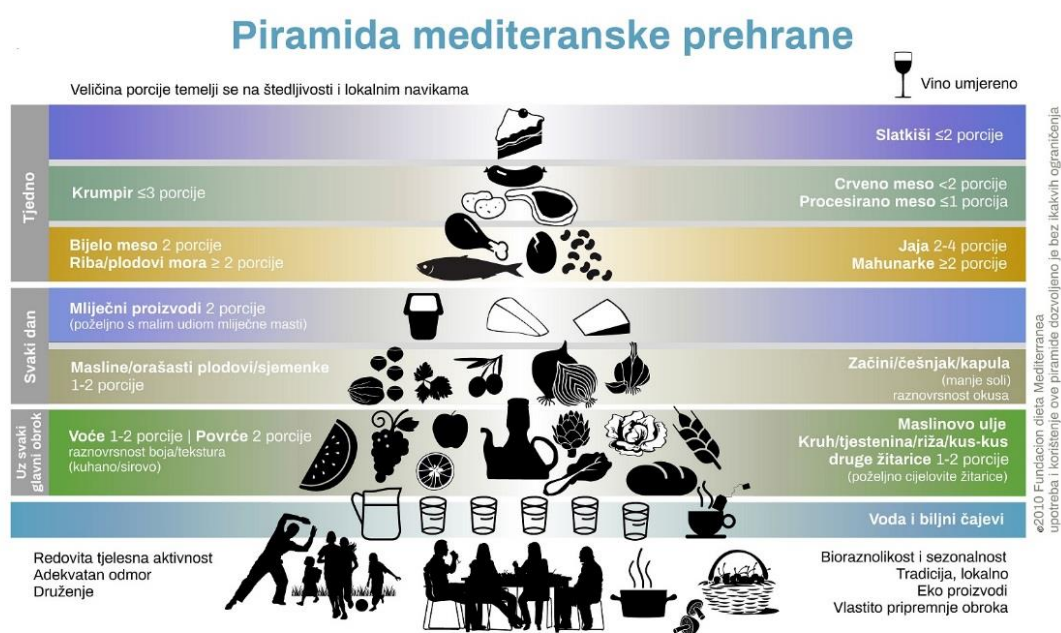 Piramida mediteranske prehrane
Veličina porcije temelji se na štedljivosti i lokalnim navikama
Vino umjereno
Tjedno
Slatkiši ≤2 porcije
Krumpir ≤3 porcije
Crveno meso <2 porcije
Procesirano meso ≤1 porcija
Bijelo meso 2 porcije
Riba/plodovi mora ≥ 2 porcije
Jaja 2-4 porcije
Mahunarke ≥2 porcije
Svaki dan
Mliječni proizvodi 2 porcije
(poželjno s malim udiom mliječne masti)
Masline/orašasti plodovi/sjemenke
1-2 porcije
Začini/češnjak/kapula
(manje soli)
raznovrsnost okusa
Uz svaki
glavni obrok
Voće 1-2 porcije | Povrće 2 porcije
raznovrsnost boja/tekstura
(kuhano/sirovo)
Maslinovo ulje
Kruh/tjestenina/riža/kus-kus
druge žitarice 1-2 porcije
(poželjno cijelovite žitarice)
Voda i biljni čajevi
Redovita tjelesna aktivnost
Adekvatan odmor
Druženje
Bioraznolikost i sezonalnost
Tradicija, lokalno
Eko proizvodi
Vlastito pripremnje obroka
©2010 Fundacion dieta Mediterranea
upotreba i korištenje ove piramide dozvoljeno je bez ikakvih ograničenja